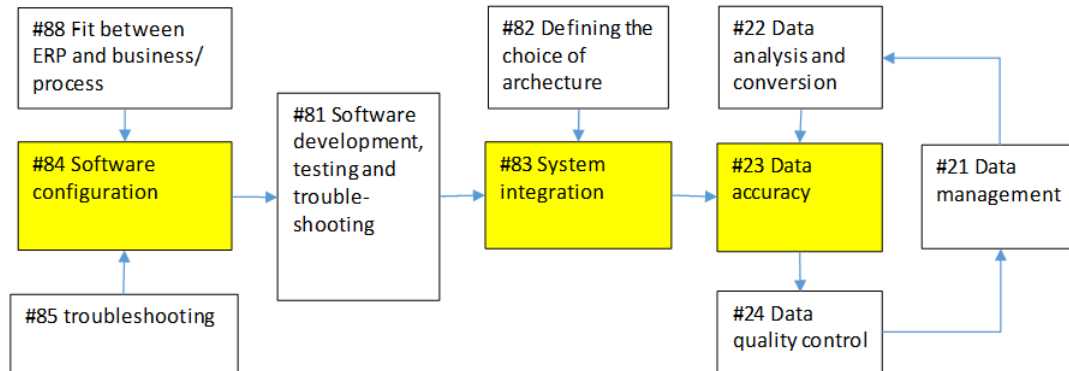 #88 Fit between
ERP and business/
process
#82 Defining the
choice of
archecture
#22 Data
analysis and
conversion
#81 Software
development,
testing and
trouble-
shooting
#84 Software
configuration
#83 System
integration
#23 Data
accuracy
#21 Data
management
#85 troubleshooting
#24 Data
quality control